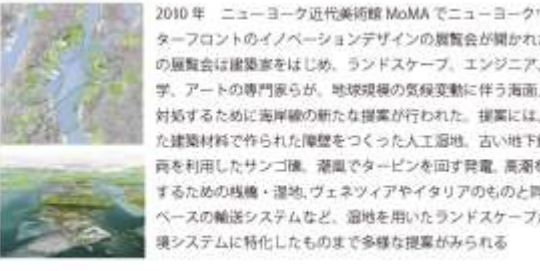 2010 年　ニューヨーク近代美術館 MoMA でニューヨーク
ターフロントのイノベーションデザインの展覧会が開かれ
の展覧会は建築家をはじめ、ランドスケープ、エンジニア、
学、アートの専門家らが、地球規模の気候変動に伴う海面
対処するために海岸線の新たな提案が行われた。提案には、
た建築材料で作られた障壁をつくった人工湿地、古い地下
両を利用したサンゴ礁、潮風でタービンを回す発電、高潮を
するための桟橋・湿地、ヴェネツィアやイタリアのものと同
ベースの輸送システムなど、湿地を用いたランドスケープ
境システムに特化したものまで多様な提案がみられる